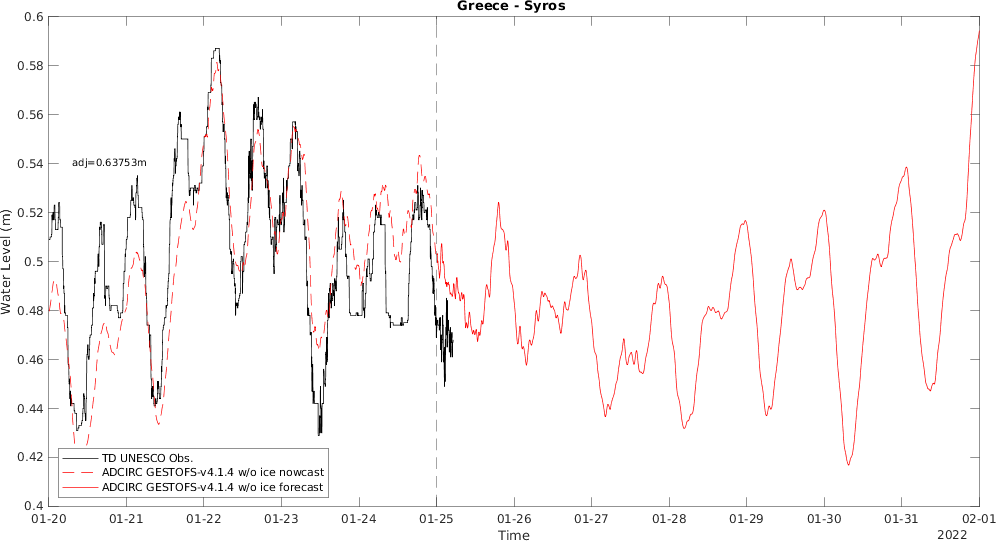 Greece - Syros
0.6
0.58
0.56
0.54
0.52
0.5
0.48
0.46
0.44
0.42
0.4
Water Level (m)
adj=0.63753m
TD UNESCO Obs.
ADCIRC GESTOFS-v4.1.4 w/o ice nowcast
ADCIRC GESTOFS-v4.1.4 w/o ice forecast
01-20 01-21 01-22 01-23 01-24 01-25 01-26 01-27 01-28 01-29 01-30 01-31 02-01
Time
2022